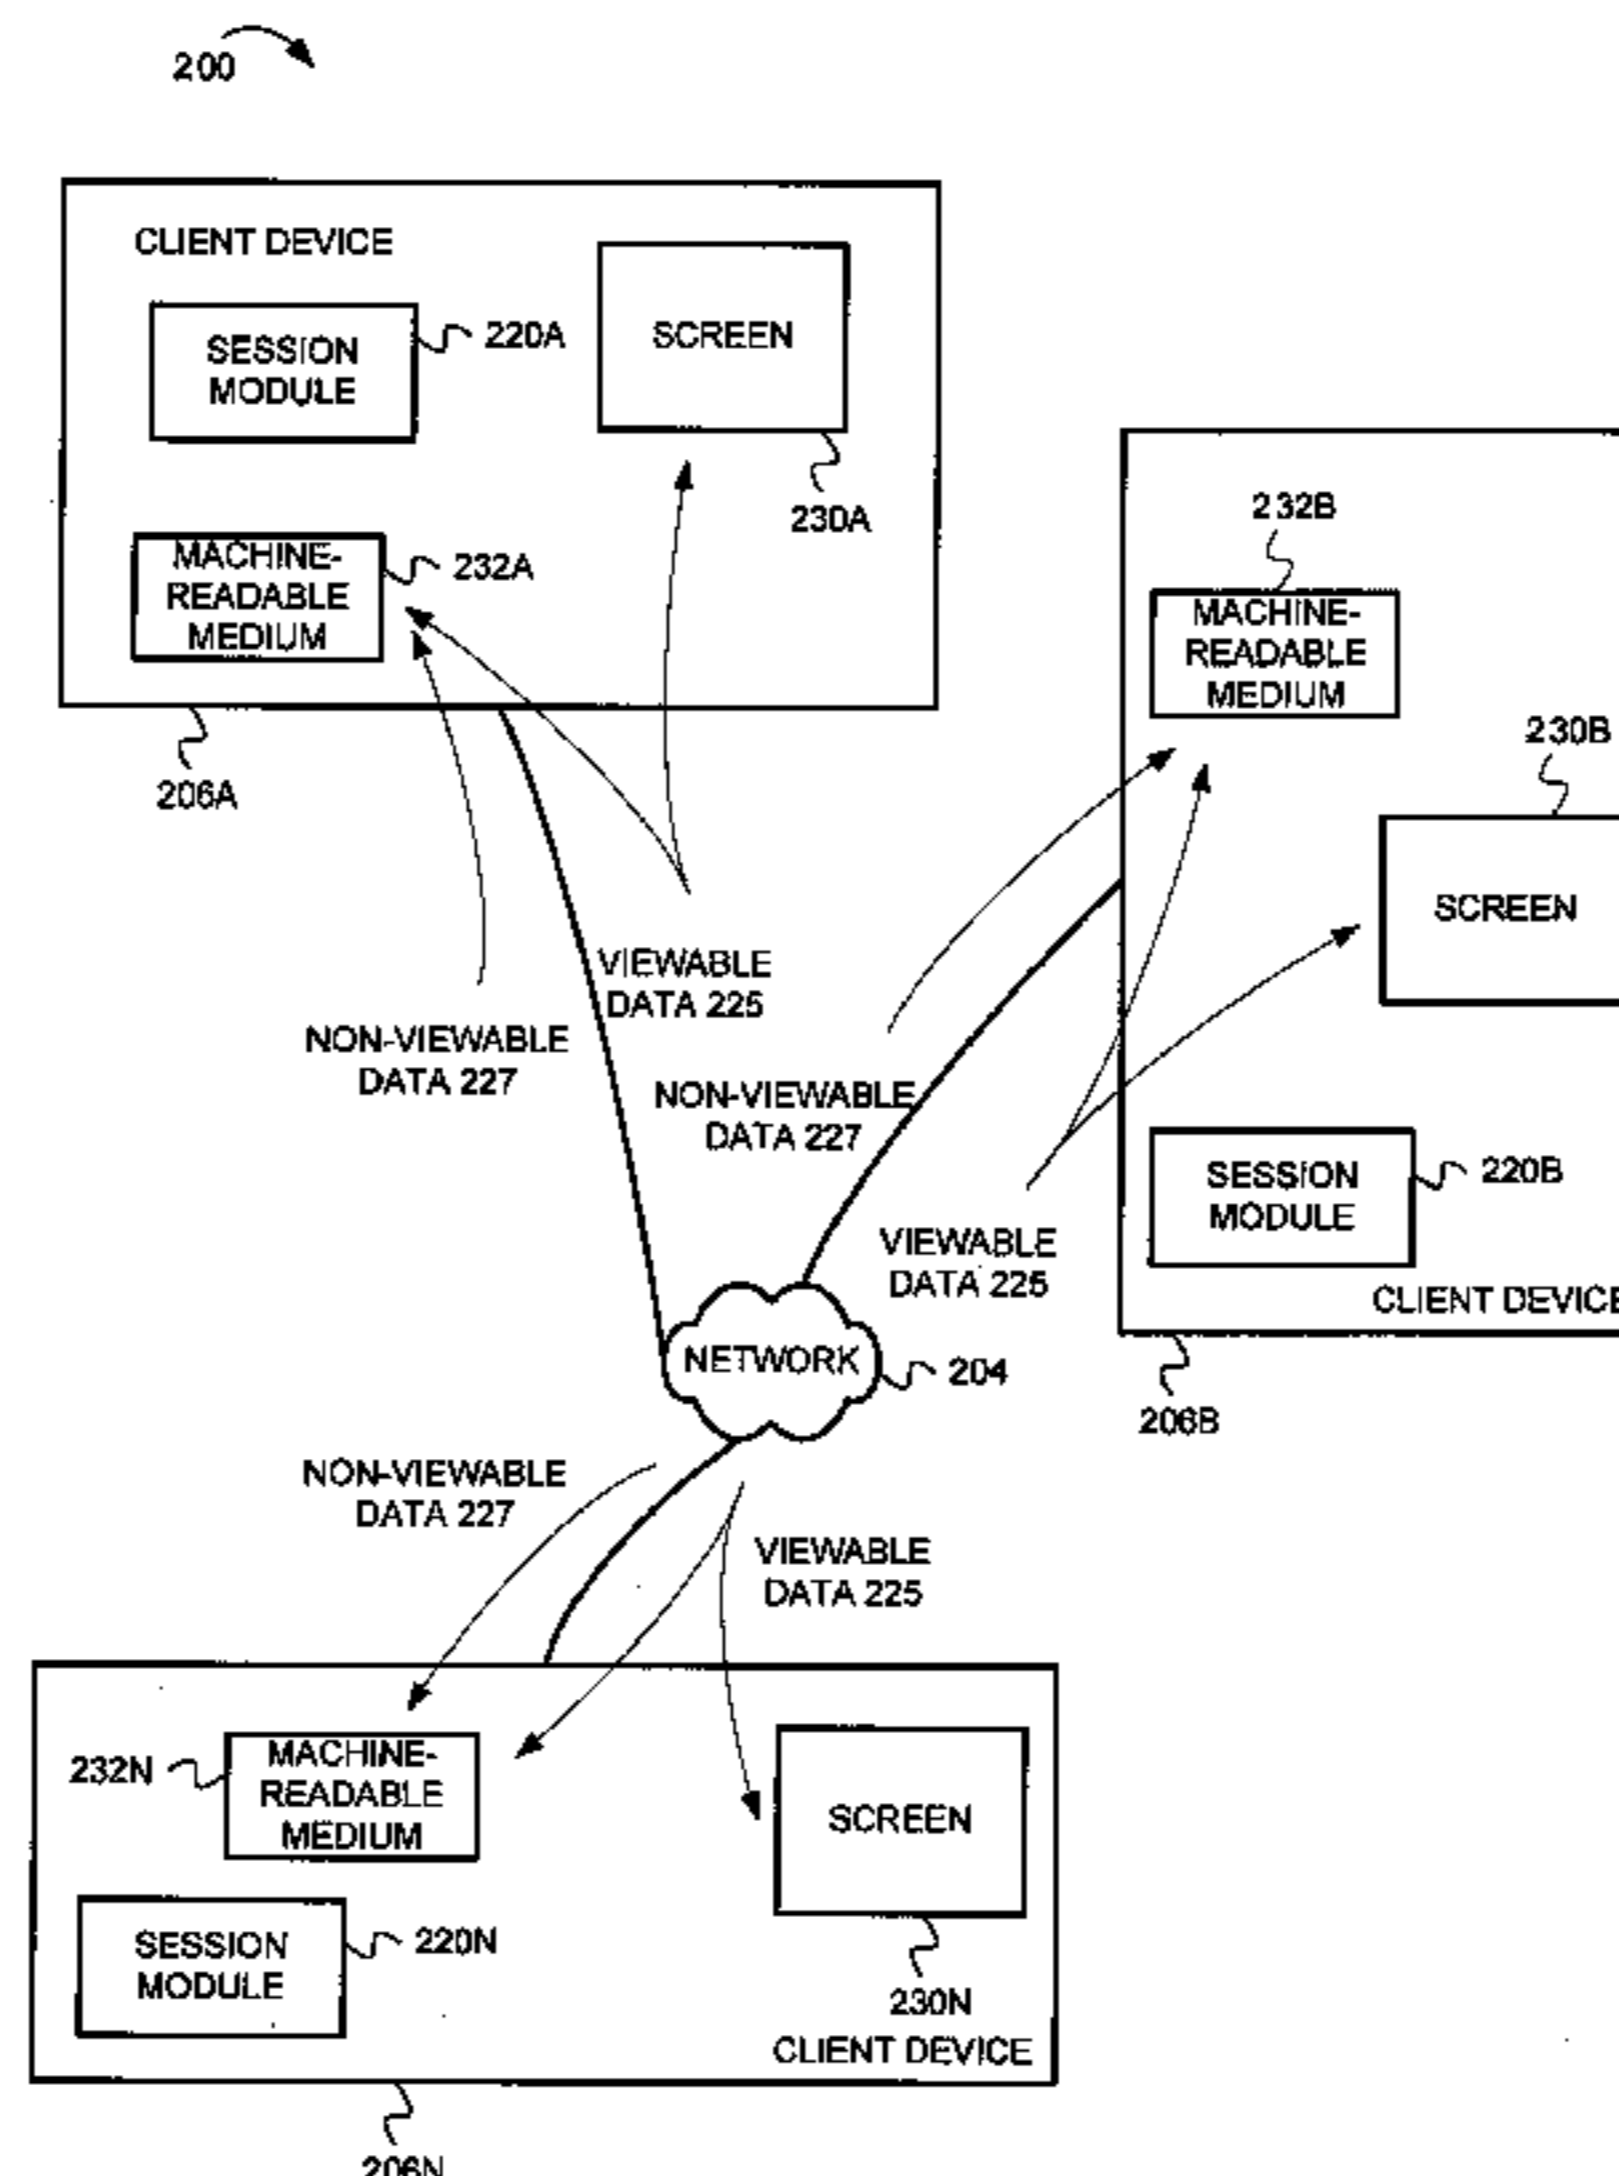 200
CLIENT DEVICE
SESSION
MODULE
220A
SCREEN
230A
MACHINE-
READABLE
MEDIUM
232A
206A
232B
MACHINE-
READABLE
MEDIUM
230B
SCREEN
VIEWABLE
DATA 225
NON-VIEWABLE
DATA 227
NON-VIEWABLE
DATA 227
SESSION
MODULE
220B
VIEWABLE
DATA 225
CLIENT DEVICE
NETWORK
204
206B
NON-VIEWABLE
DATA 227
VIEWABLE
DATA 225
232N
MACHINE-
READABLE
MEDIUM
SCREEN
SESSION
MODULE
220N
230N
CLIENT DEVICE
206N